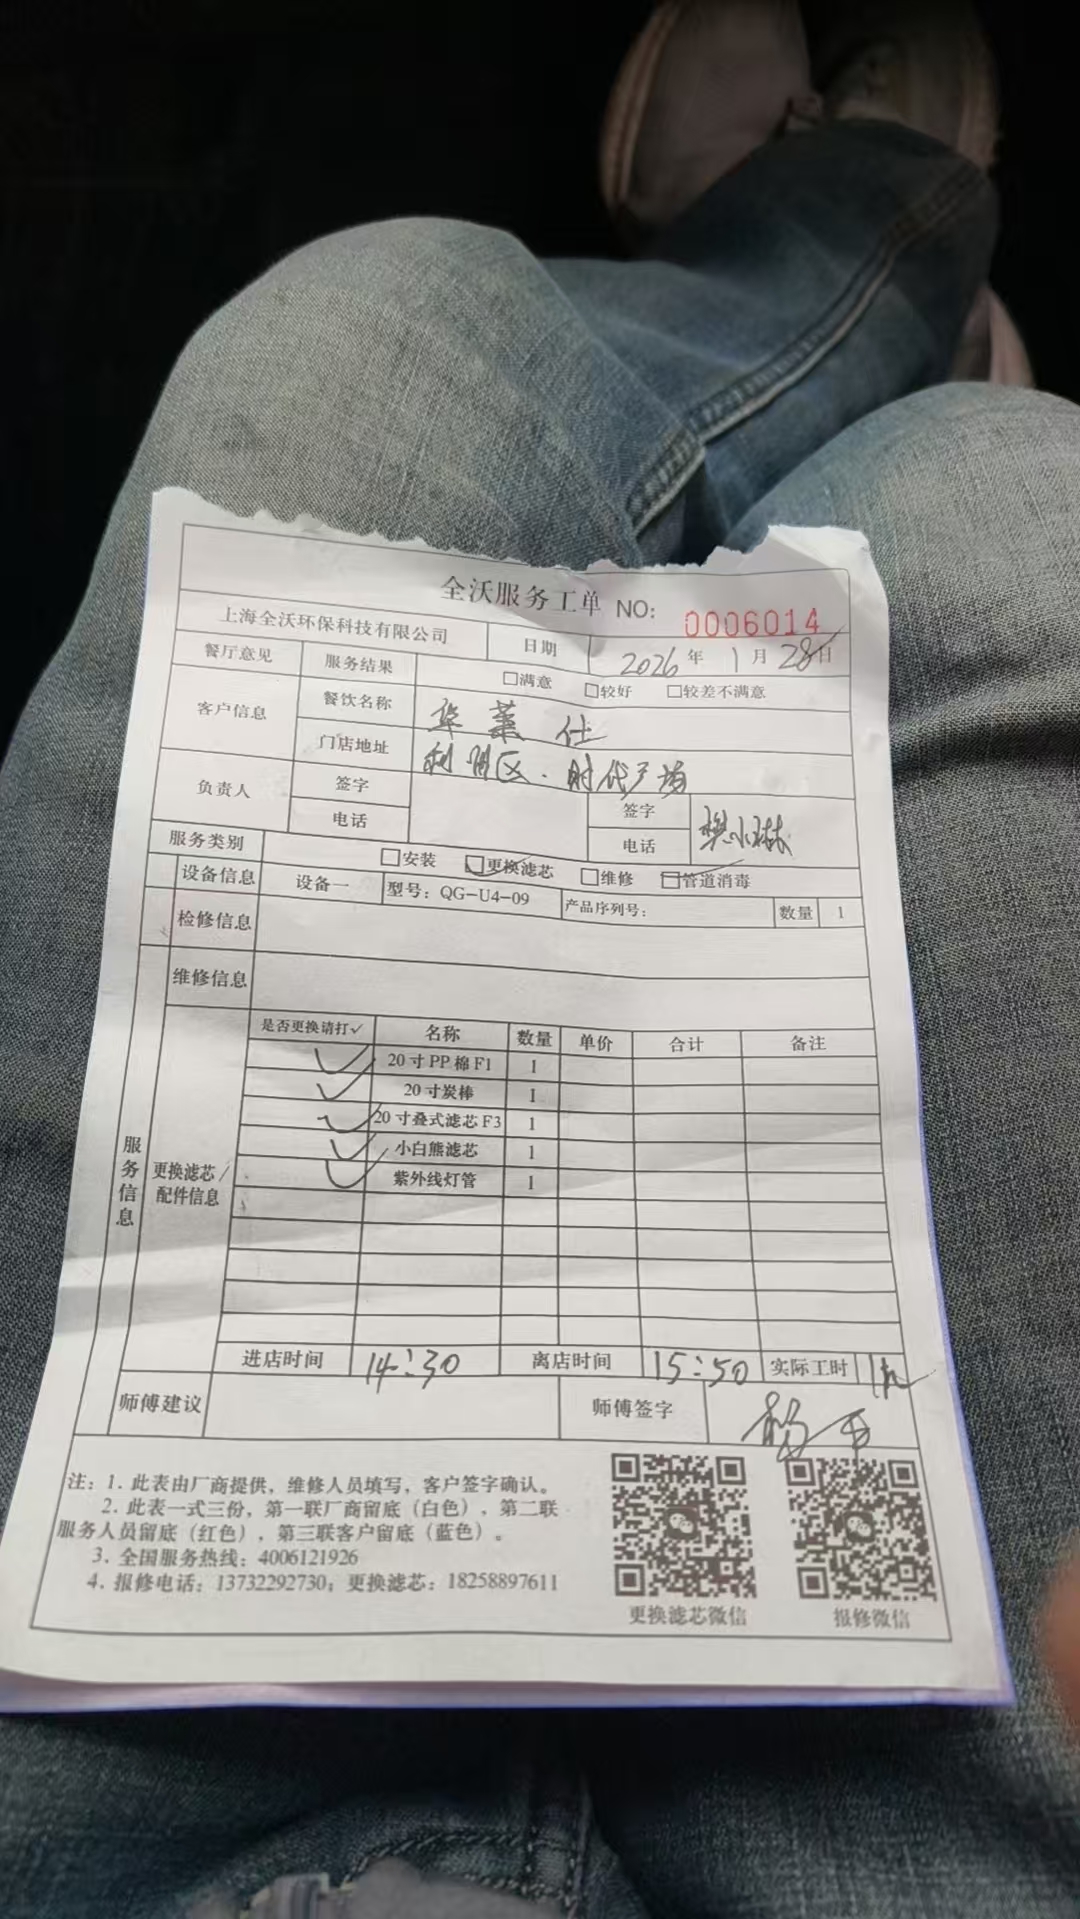 全沃服务工单 NO: 0006014
上海全沃环保科技有限公司 日期 2026年 1月 28日
餐厅意见 服务结果 □满意 □较好 □较差不满意
客户信息 餐饮名称 华莱仕
门店地址 利川区.时代广场
负责人 签字 签字
电话 电话
服务类别 □安装 □更换滤芯 □维修 □管道消毒
设备信息 设备一 型号：QG-U4-09 产品序列号： 数量 1
检修信息
维修信息
服务信息
更换滤芯/配件信息
是否更换请打✓ 名称 数量 单价 合计 备注
✓ 20寸PP棉F1 1
✓ 20寸炭棒 1
✓ 20寸叠式滤芯F3 1
✓ 小白熊滤芯 1
✓ 紫外线灯管 1
进店时间 14:30 离店时间 15:50 实际工时
师傅建议 师傅签字
注：1. 此表由厂商提供，维修人员填写，客户签字确认。
2. 此表一式三份，第一联厂商留底（白色），第二联
服务人员留底（红色），第三联客户留底（蓝色）。
3. 全国服务热线：4006121926
4. 报修电话：13732292730；更换滤芯：18258897611
更换滤芯微信 报修微信